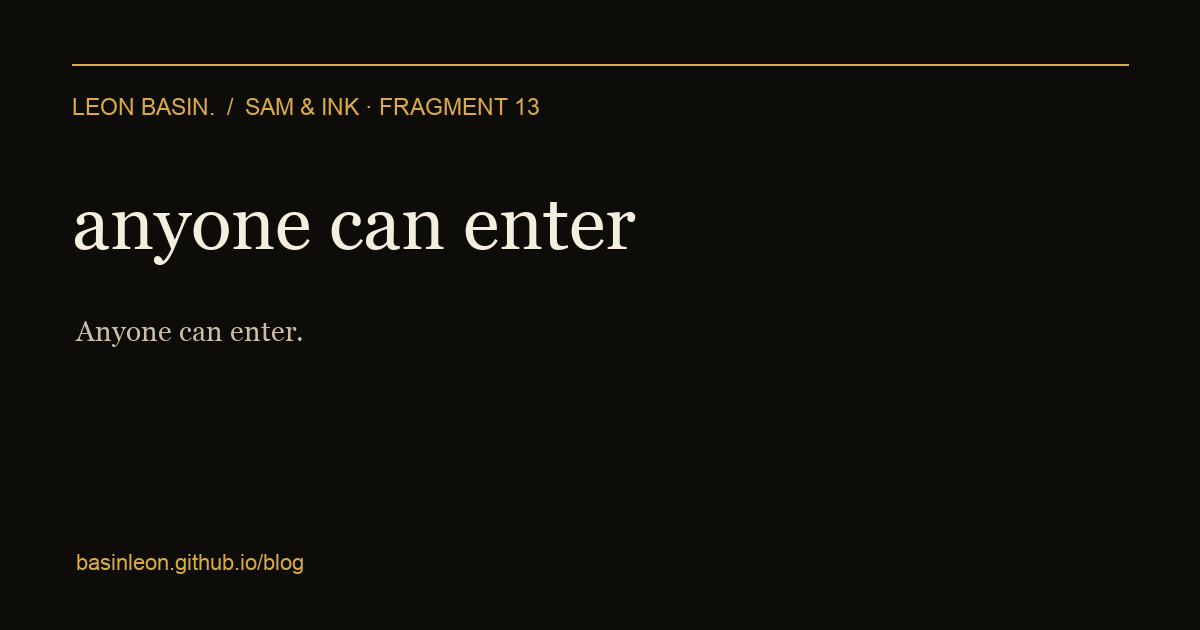 LEON BASIN. / SAM & INK · FRAGMENT 13
anyone can enter
Anyone can enter.
basinleon.github.io/blog